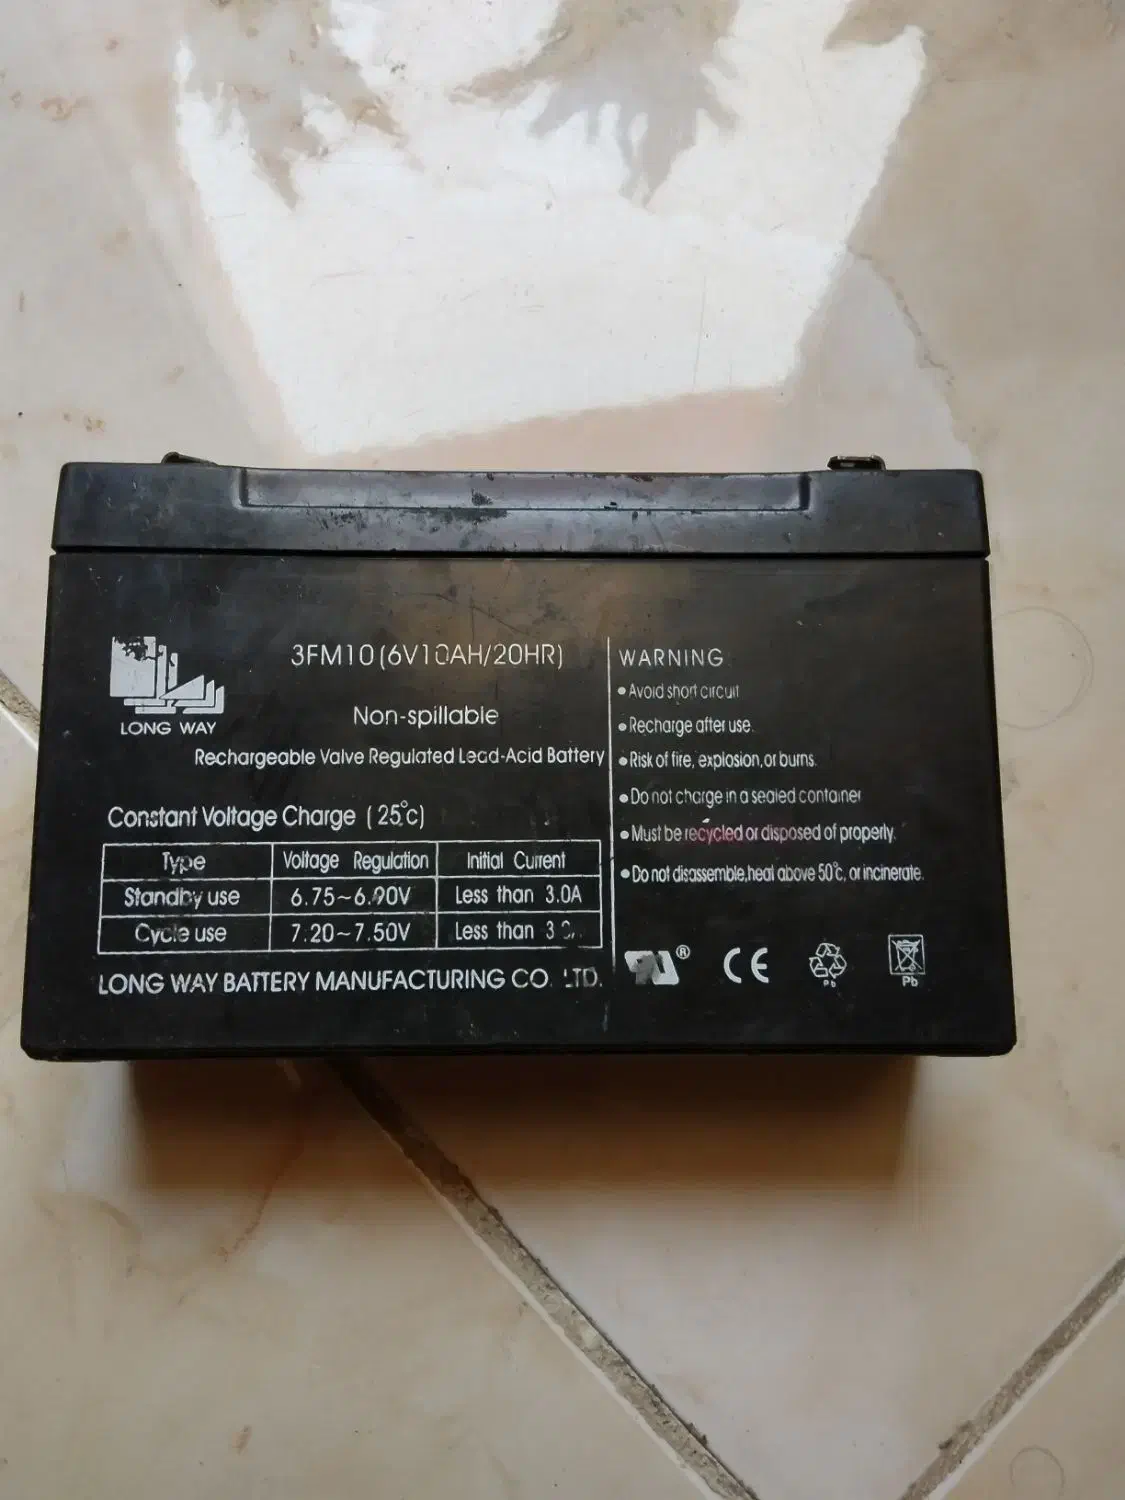 LONG WAY
3FM10(6V10AH/20HR)
Non-spillable
Rechargeable Valve Regulated Lead-Acid Battery
Constant Voltage Charge (25°c)
Type Voltage Regulation Initial Current
Standby use 6.75~6.90V Less than 3.0A
Cycle use 7.20~7.50V Less than
LONG WAY BATTERY MANUFACTURING CO. LTD.
WARNING
•Avoid short circuit
•Recharge after use.
•Risk of fire, explosion,or burns.
•Do not charge in a sealed container
•Must be recycled or disposed of properly.
•Do not disassemble,heat above 50°c, or incinerate.
® CE
Pb Pb